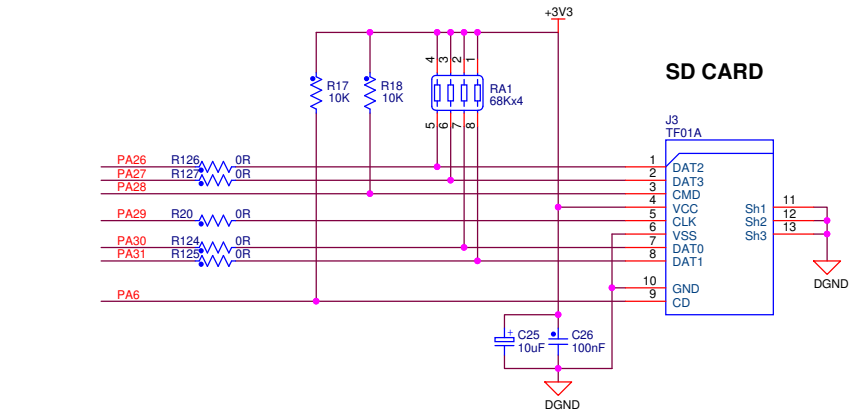 +3V3
SD CARD
4 3 2 1
R17
10K
R18
10K
RA1
68Kx4
5 6 7 8
J3
TF01A
PA26 R126 0R 1 DAT2
PA27 R127 0R 2 DAT3
PA28 3 CMD
4 VCC Sh1 11
PA29 R20 0R 5 CLK Sh2 12
6 VSS Sh3 13
PA30 R124 0R 7 DAT0
PA31 R125 0R 8 DAT1
DGND
10 GND
PA6 9 CD
+ C25
10uF
C26
100nF
DGND